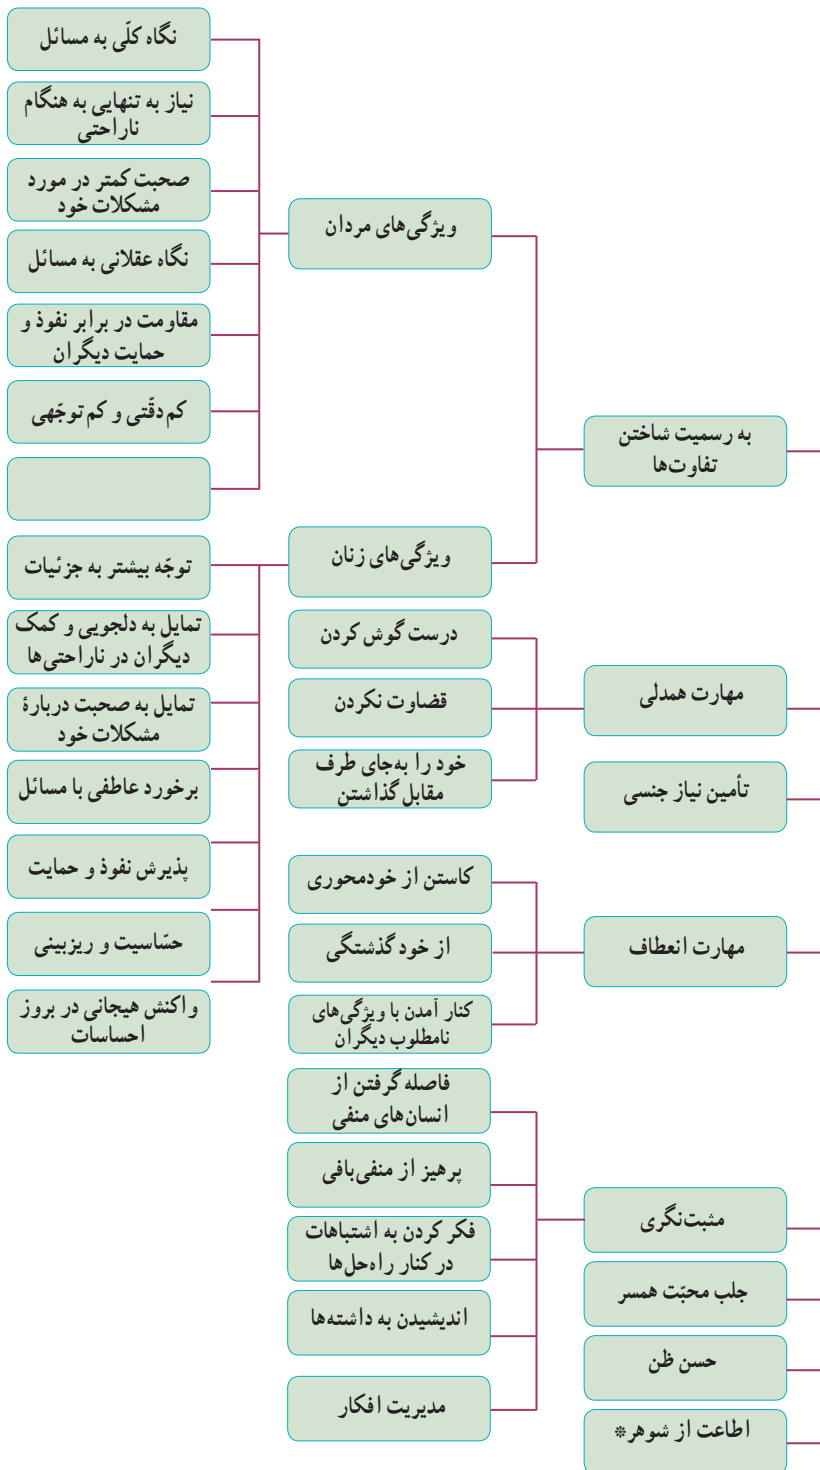 به رسمیت شاختن
تفاوت‌ها
ویژگی‌های مردان
نگاه کلّی به مسائل
نیاز به تنهایی به هنگام
ناراحتی
صحبت کمتر در مورد
مشکلات خود
نگاه عقلانی به مسائل
مقاومت در برابر نفوذ و
حمایت دیگران
کم‌دقّتی و کم‌توجّهی
ویژگی‌های زنان
توجّه بیشتر به جزئیات
تمایل به دلجویی و کمک
دیگران در ناراحتی‌ها
تمایل به صحبت دربارهٔ
مشکلات خود
برخورد عاطفی با مسائل
پذیرش نفوذ و حمایت
حسّاسیت و ریزبینی
واکنش هیجانی در بروز
احساسات
مهارت همدلی
درست گوش کردن
قضاوت نکردن
خود را به‌جای طرف
مقابل گذاشتن
تأمین نیاز جنسی
مهارت انعطاف
کاستن از خودمحوری
از خود گذشتگی
کنار آمدن با ویژگی‌های
نامطلوب دیگران
مثبت‌نگری
فاصله گرفتن از
انسان‌های منفی
پرهیز از منفی‌بافی
فکر کردن به اشتباهات
در کنار راه‌حل‌ها
اندیشیدن به داشته‌ها
مدیریت افکار
جلب محبّت همسر
حسن ظن
اطاعت از شوهر*